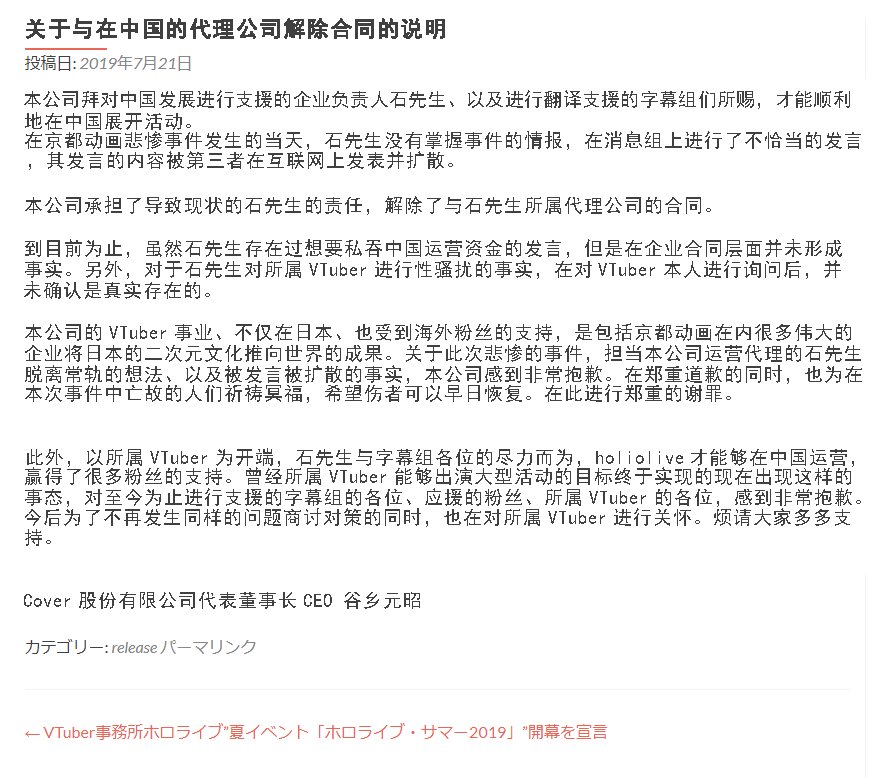 关于与在中国的代理公司解除合同的说明
投稿日: 2019年7月21日
本公司拜对中国发展进行支援的企业负责人石先生、以及进行翻译支援的字幕组们所赐，才能顺利
地在中国展开活动。
在京都动画悲惨事件发生的当天，石先生没有掌握事件的情报，在消息组上进行了不恰当的发言
，其发言的内容被第三者在互联网上发表并扩散。
本公司承担了导致现状的石先生的责任，解除了与石先生所属代理公司的合同。
到目前为止，虽然石先生存在过想要私吞中国运营资金的发言，但是在企业合同层面并未形成
事实。另外，对于石先生对所属 VTuber 进行性骚扰的事实，在对 VTuber 本人进行询问后，并
未确认是真实存在的。
本公司的 VTuber 事业、不仅在日本、也受到海外粉丝的支持，是包括京都动画在内很多伟大的
企业将日本的二次元文化推向世界的成果。关于此次悲惨的事件，担当本公司运营代理的石先生
脱离常轨的想法、以及被发言被扩散的事实，本公司感到非常抱歉。在郑重道歉的同时，也为在
本次事件中亡故的人们祈祷冥福，希望伤者可以早日恢复。在此进行郑重的谢罪。
此外，以所属 VTuber 为开端，石先生与字幕组各位的尽力而为，holiolive 才能够在中国运营，
赢得了很多粉丝的支持。曾经所属 VTuber 能够出演大型活动的目标终于实现的现在出现这样的
事态，对至今为止进行支援的字幕组的各位、应援的粉丝、所属 VTuber 的各位，感到非常抱歉。
今后为了不再发生同样的问题商讨对策的同时，也在对所属 VTuber 进行关怀。烦请大家多多支
持。
Cover 股份有限公司代表董事长 CEO 谷乡元昭
カテゴリー: release パーマリンク
← VTuber事務所ホロライブ”夏イベント「ホロライブ・サマー2019」”開幕を宣言